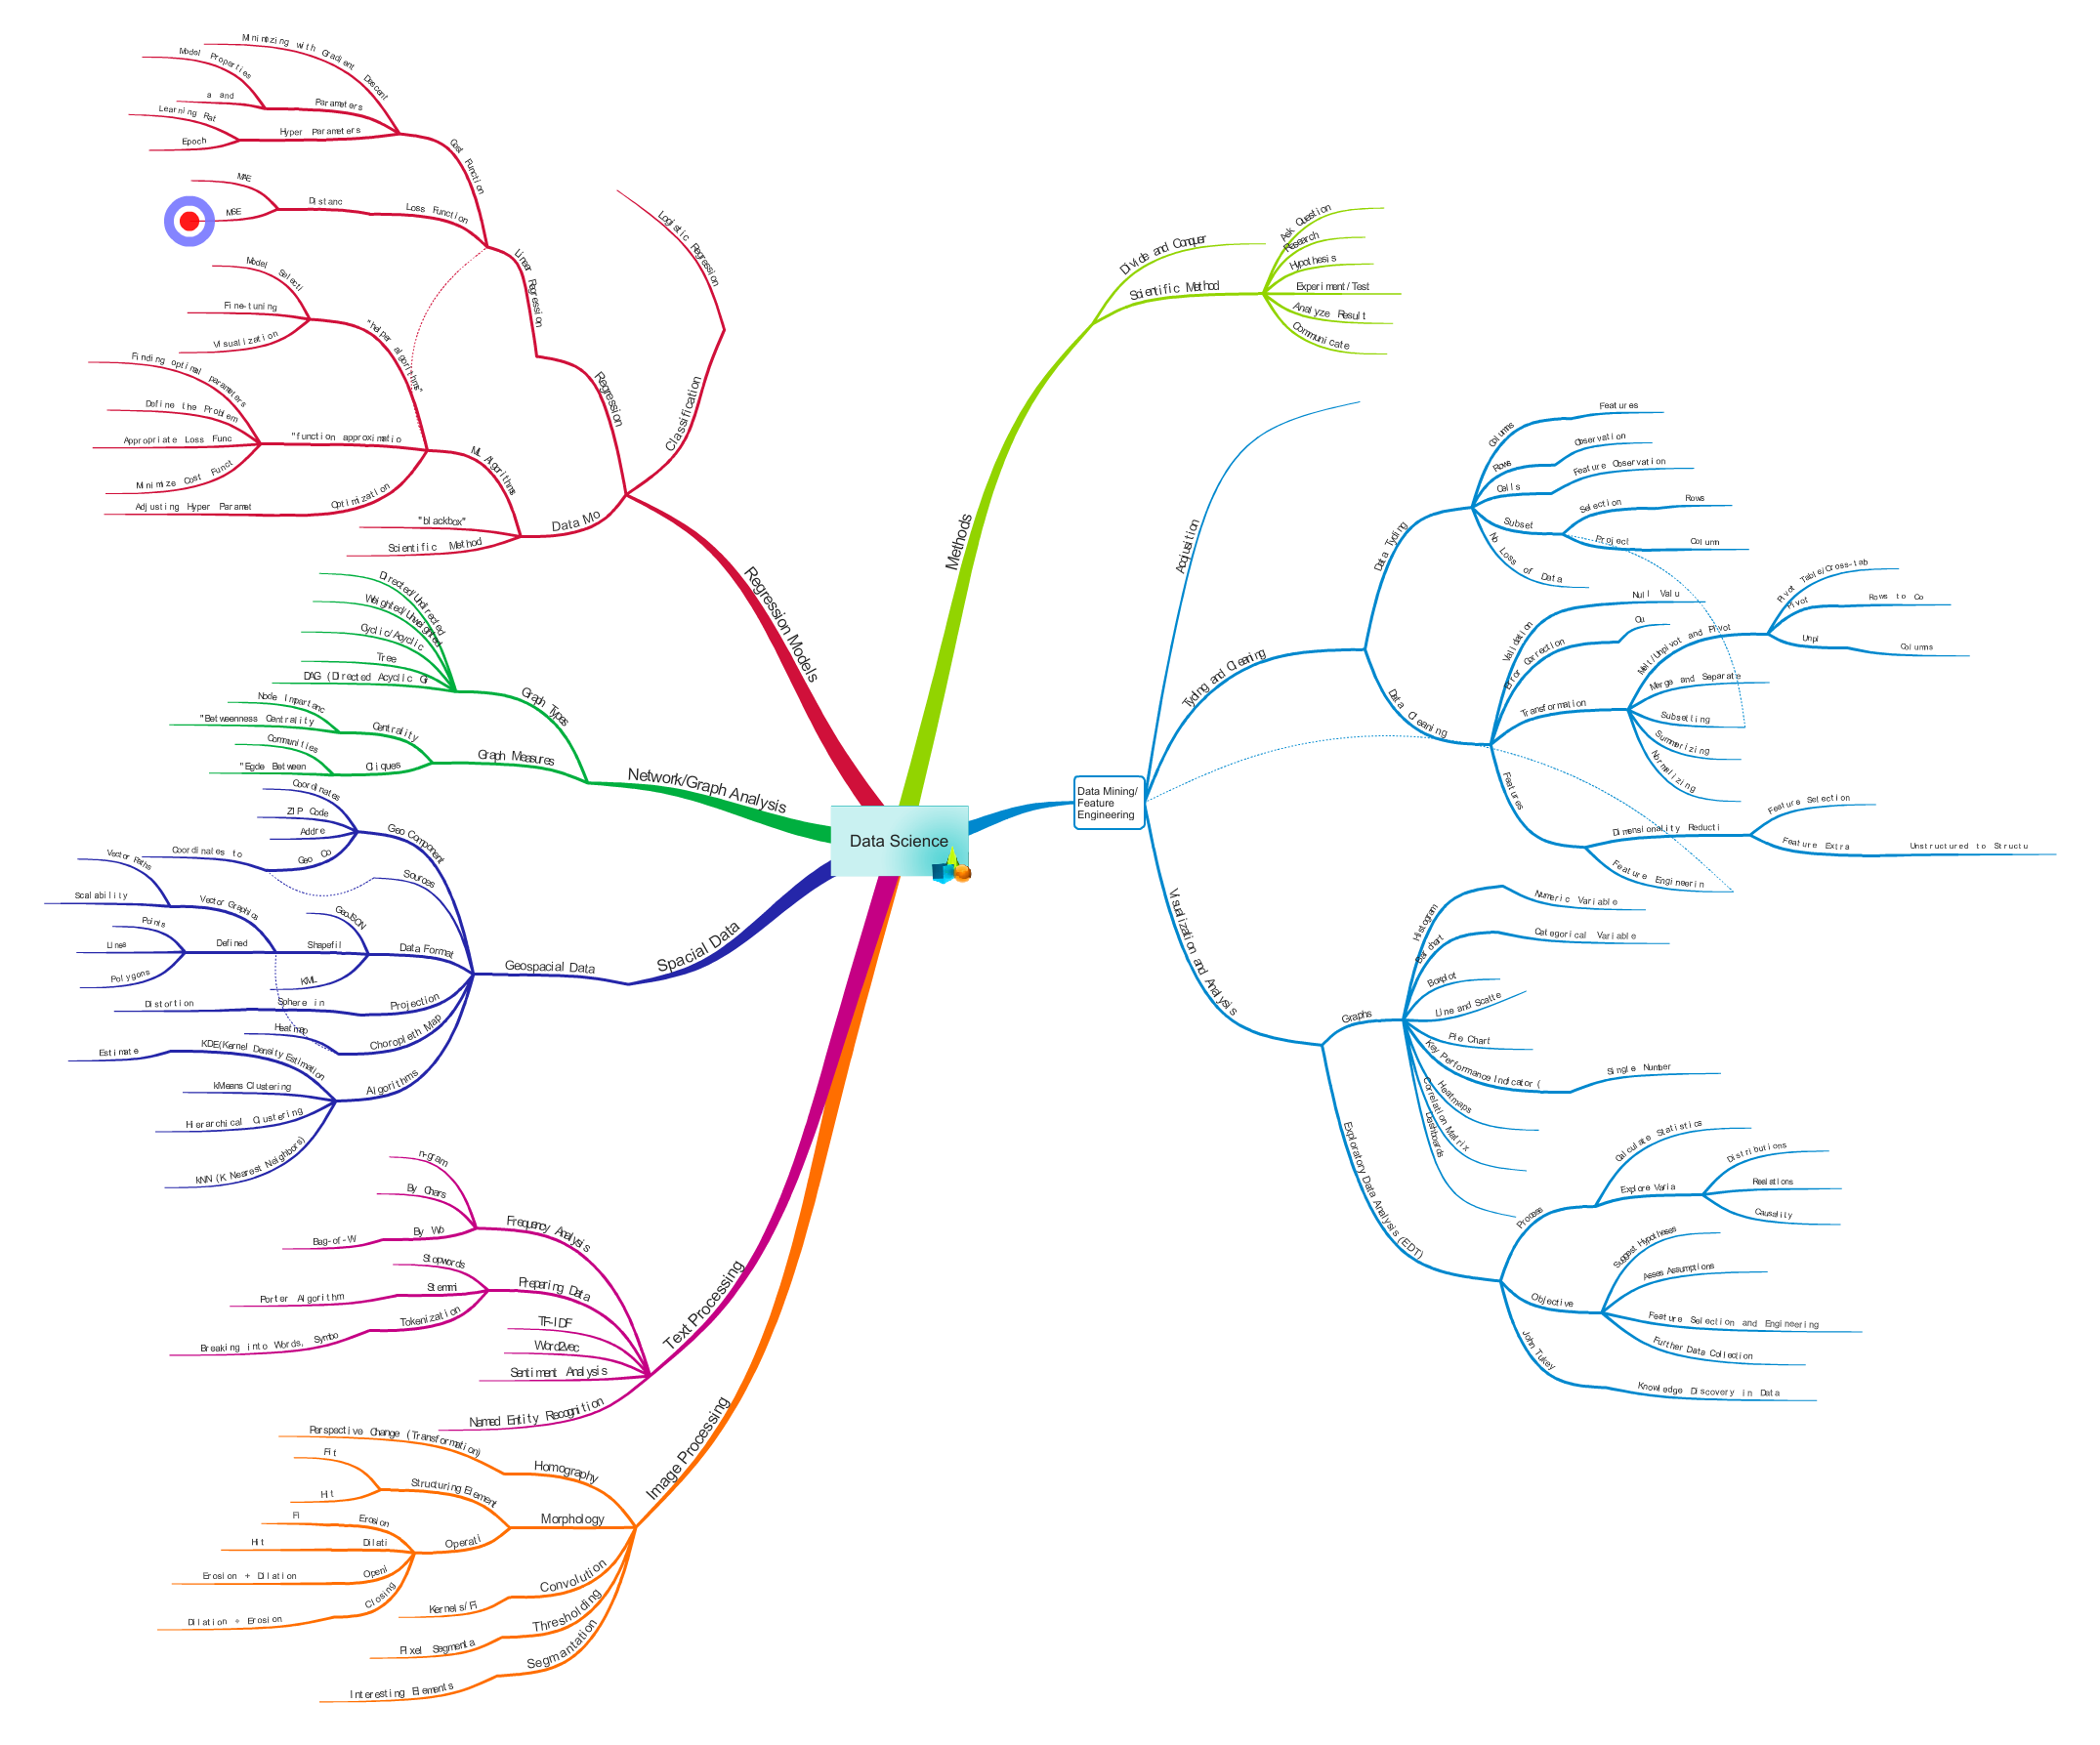 Data Science
Methods
Divide and Conquer
Scientific Method
Ask Question
Research
Hypothesis
Experiment/Test
Analyze Result
Communicate
Data Mining/
Feature
Engineering
Acqusition
Tyding and Cleaning
Data Tyding
Columns
Features
Rows
Observation
Cells
Feature Observation
Subset
Selection
Rows
Project
Column
No Loss of Data
Data Cleaning
Validation
Null Valu
Error Correction
Ou
Transformation
Melt/Unpivot and Pivot
Pivot Table/Cross-tab
Pivot
Rows to Co
Unpi
Columns
Merge and Separate
Subsetting
Summerizing
Normalizing
Features
Dimensionality Reducti
Feature Selection
Feature Extra
Unstructured to Structu
Feature Engineerin
Visualization and Analysis
Graphs
Histogram
Numeric Variable
Bar chart
Categorical Variable
Boxplot
Line and Scatte
Pie Chart
Key Performance Indicator (
Single Number
Heatmaps
Correlation Matrix
Dashboards
Exploratory Data Analysis (EDT)
Process
Calculate Statistics
Explore Varia
Distributions
Realations
Causality
Objective
Suggest Hypotheses
Asses Assumptions
Feature Selection and Engineering
Further Data Collection
John Tukey
Knowledge Discovery in Data
Regression Models
Classification
Logistic Regression
Regression
Linear Regression
Cost Function
Minimizing with Gradient Descent
Parameters
Model Properties
a and
Hyper Parameters
Learning Rat
Epoch
Loss Function
Distanc
MAE
MSE
Data Mo
ML Algorithms
"helper algorithms"
Model Selecti
Fine-tuning
Visualization
"function approximatio
Finding optimal parameters
Define the Problem
Appropriate Loss Func
Minimize Cost Funct
Optimization
Adjusting Hyper Paramet
"blackbox"
Scientific Method
Network/Graph Analysis
Graph Types
Directed/Undirected
Weighted/Unweighted
Cyclic/Acyclic
Tree
DAG (Directed Acyclic Gr
Graph Measures
Centrality
Node Importanc
"Betweenness Centrality
Cliques
Communities
"Egde Between
Spacial Data
Geospacial Data
Geo Component
Coordinates
ZIP Code
Addre
Geo Co
Coordinates to
Sources
Data Format
GeoJSON
Shapefil
Vector Graphics
Vector Paths
Scalability
Defined
Points
Lines
Polygons
KML
Projection
Sphere in
Distortion
Choropleth Map
Heatmap
Algorithms
KDE(Kernel Density Estimation
Estimate
kMeans Clustering
Hierarchical Clustering
kNN (K Nearest Neighbors)
Text Processing
Frequency Analysis
n-gram
By Chars
By Wo
Bag-of-W
Preparing Data
Stopwords
Stemmi
Porter Algorithm
Tokenization
Breaking into Words, Symbo
TF-IDF
Word2vec
Sentiment Analysis
Named Entity Recognition
Image Processing
Homography
Perspective Change (Transformation)
Morphology
Structuring Element
Fit
Hit
Operati
Erosion
Fi
Dilati
Hit
Openi
Erosion + Dilation
Closing
Dilation + Erosion
Convolution
Kernels/Fi
Thresholding
Pixel Segmenta
Segmantation
Interesting Elements